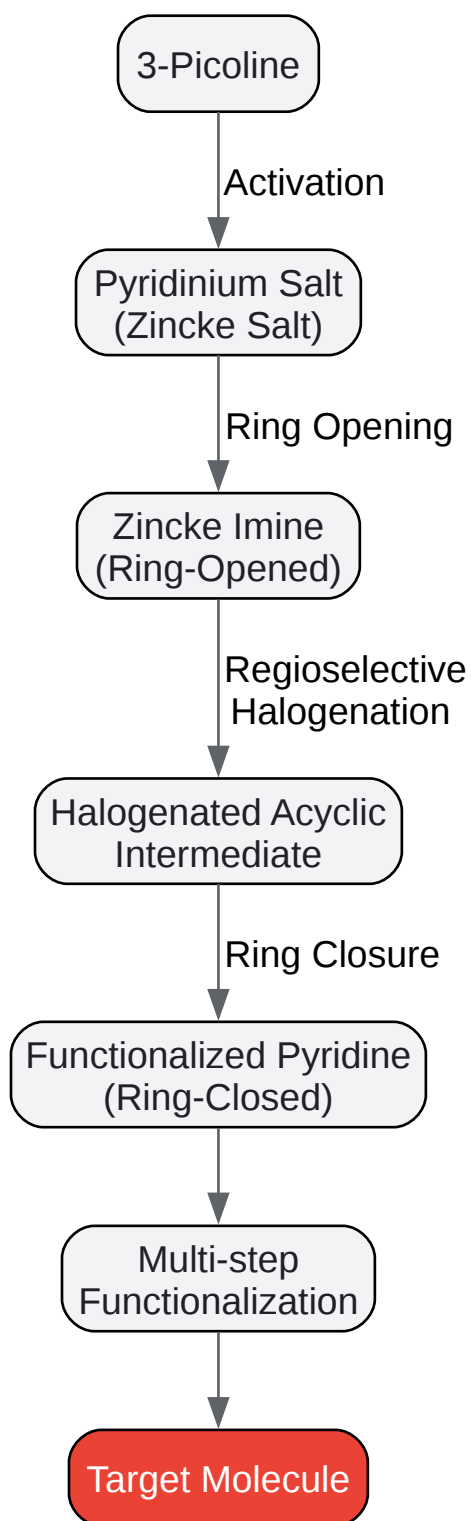 3-Picoline
Activation
Pyridinium Salt
(Zincke Salt)
Ring Opening
Zincke Imine
(Ring-Opened)
Regioselective
Halogenation
Halogenated Acyclic
Intermediate
Ring Closure
Functionalized Pyridine
(Ring-Closed)
Multi-step
Functionalization
Target Molecule